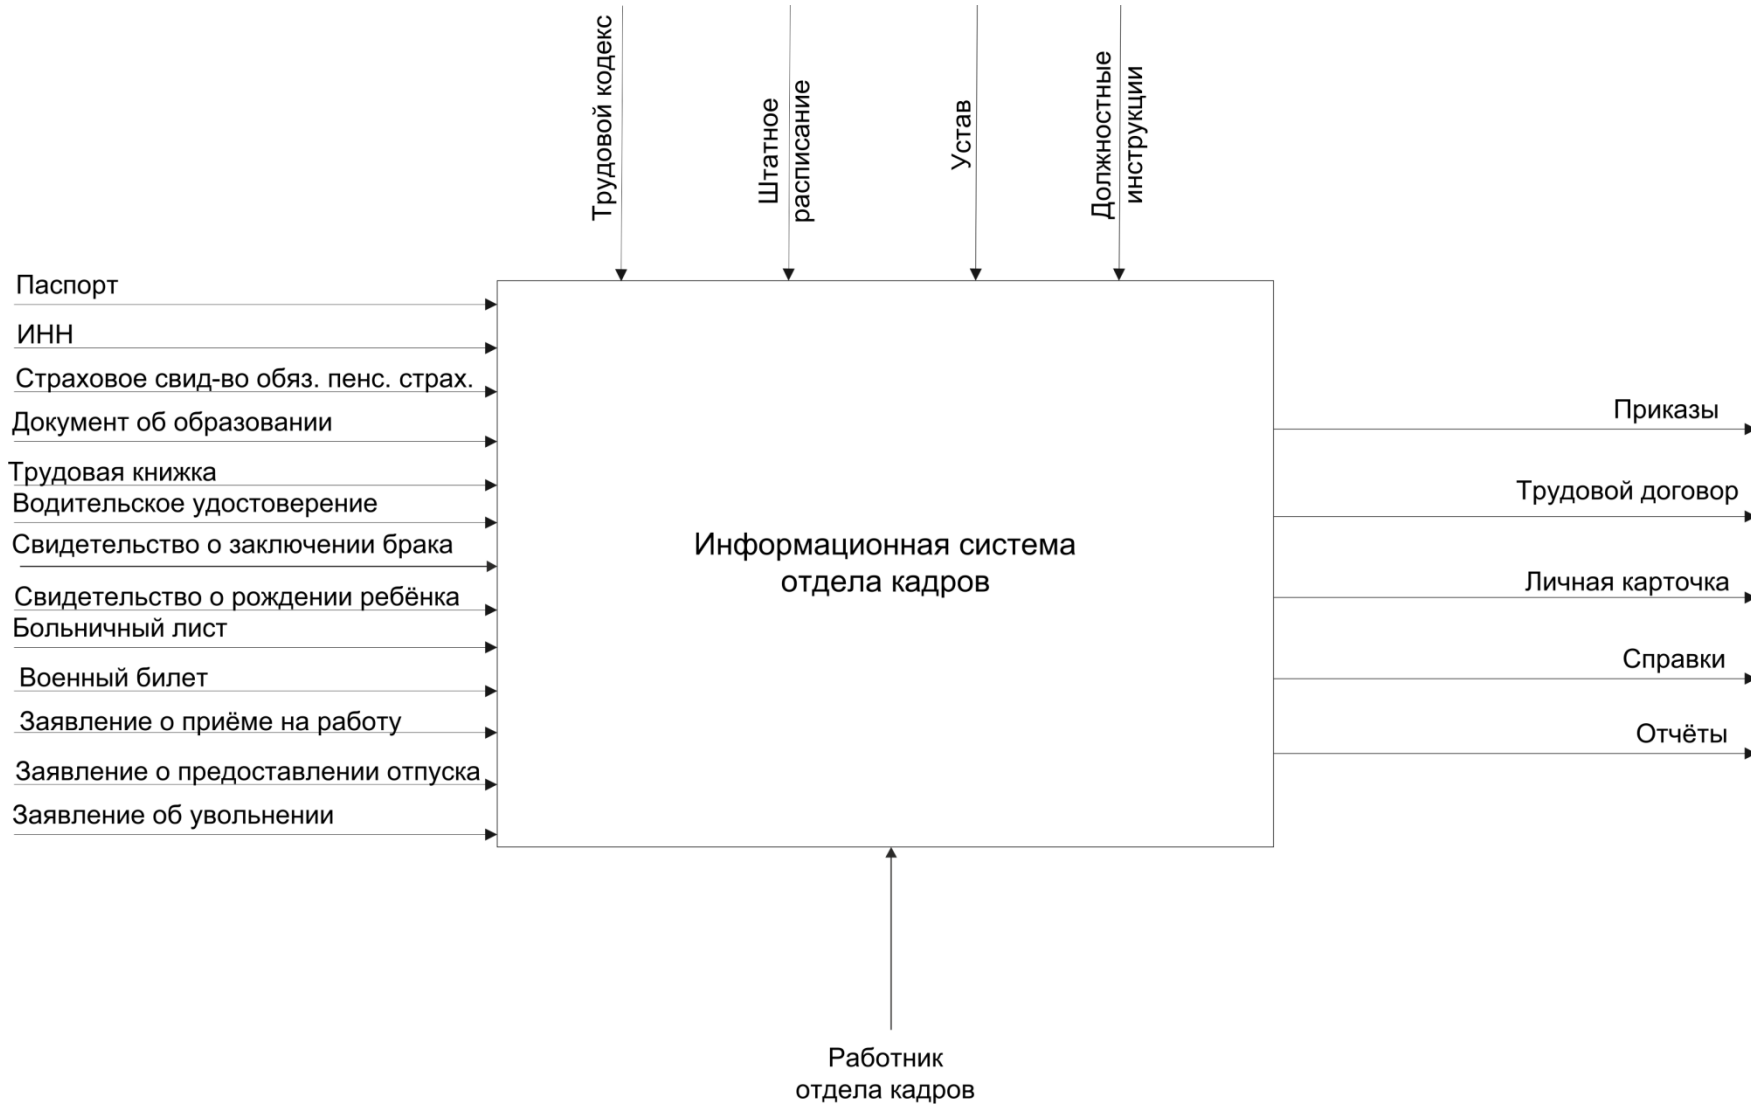 Трудовой кодекс
Штатное
расписание
Устав
Должностные
инструкции
Паспорт
ИНН
Страховое свид-во обяз. пенс. страх.
Документ об образовании
Трудовая книжка
Водительское удостоверение
Свидетельство о заключении брака
Свидетельство о рождении ребёнка
Больничный лист
Военный билет
Заявление о приёме на работу
Заявление о предоставлении отпуска
Заявление об увольнении
Информационная система
отдела кадров
Приказы
Трудовой договор
Личная карточка
Справки
Отчёты
Работник
отдела кадров